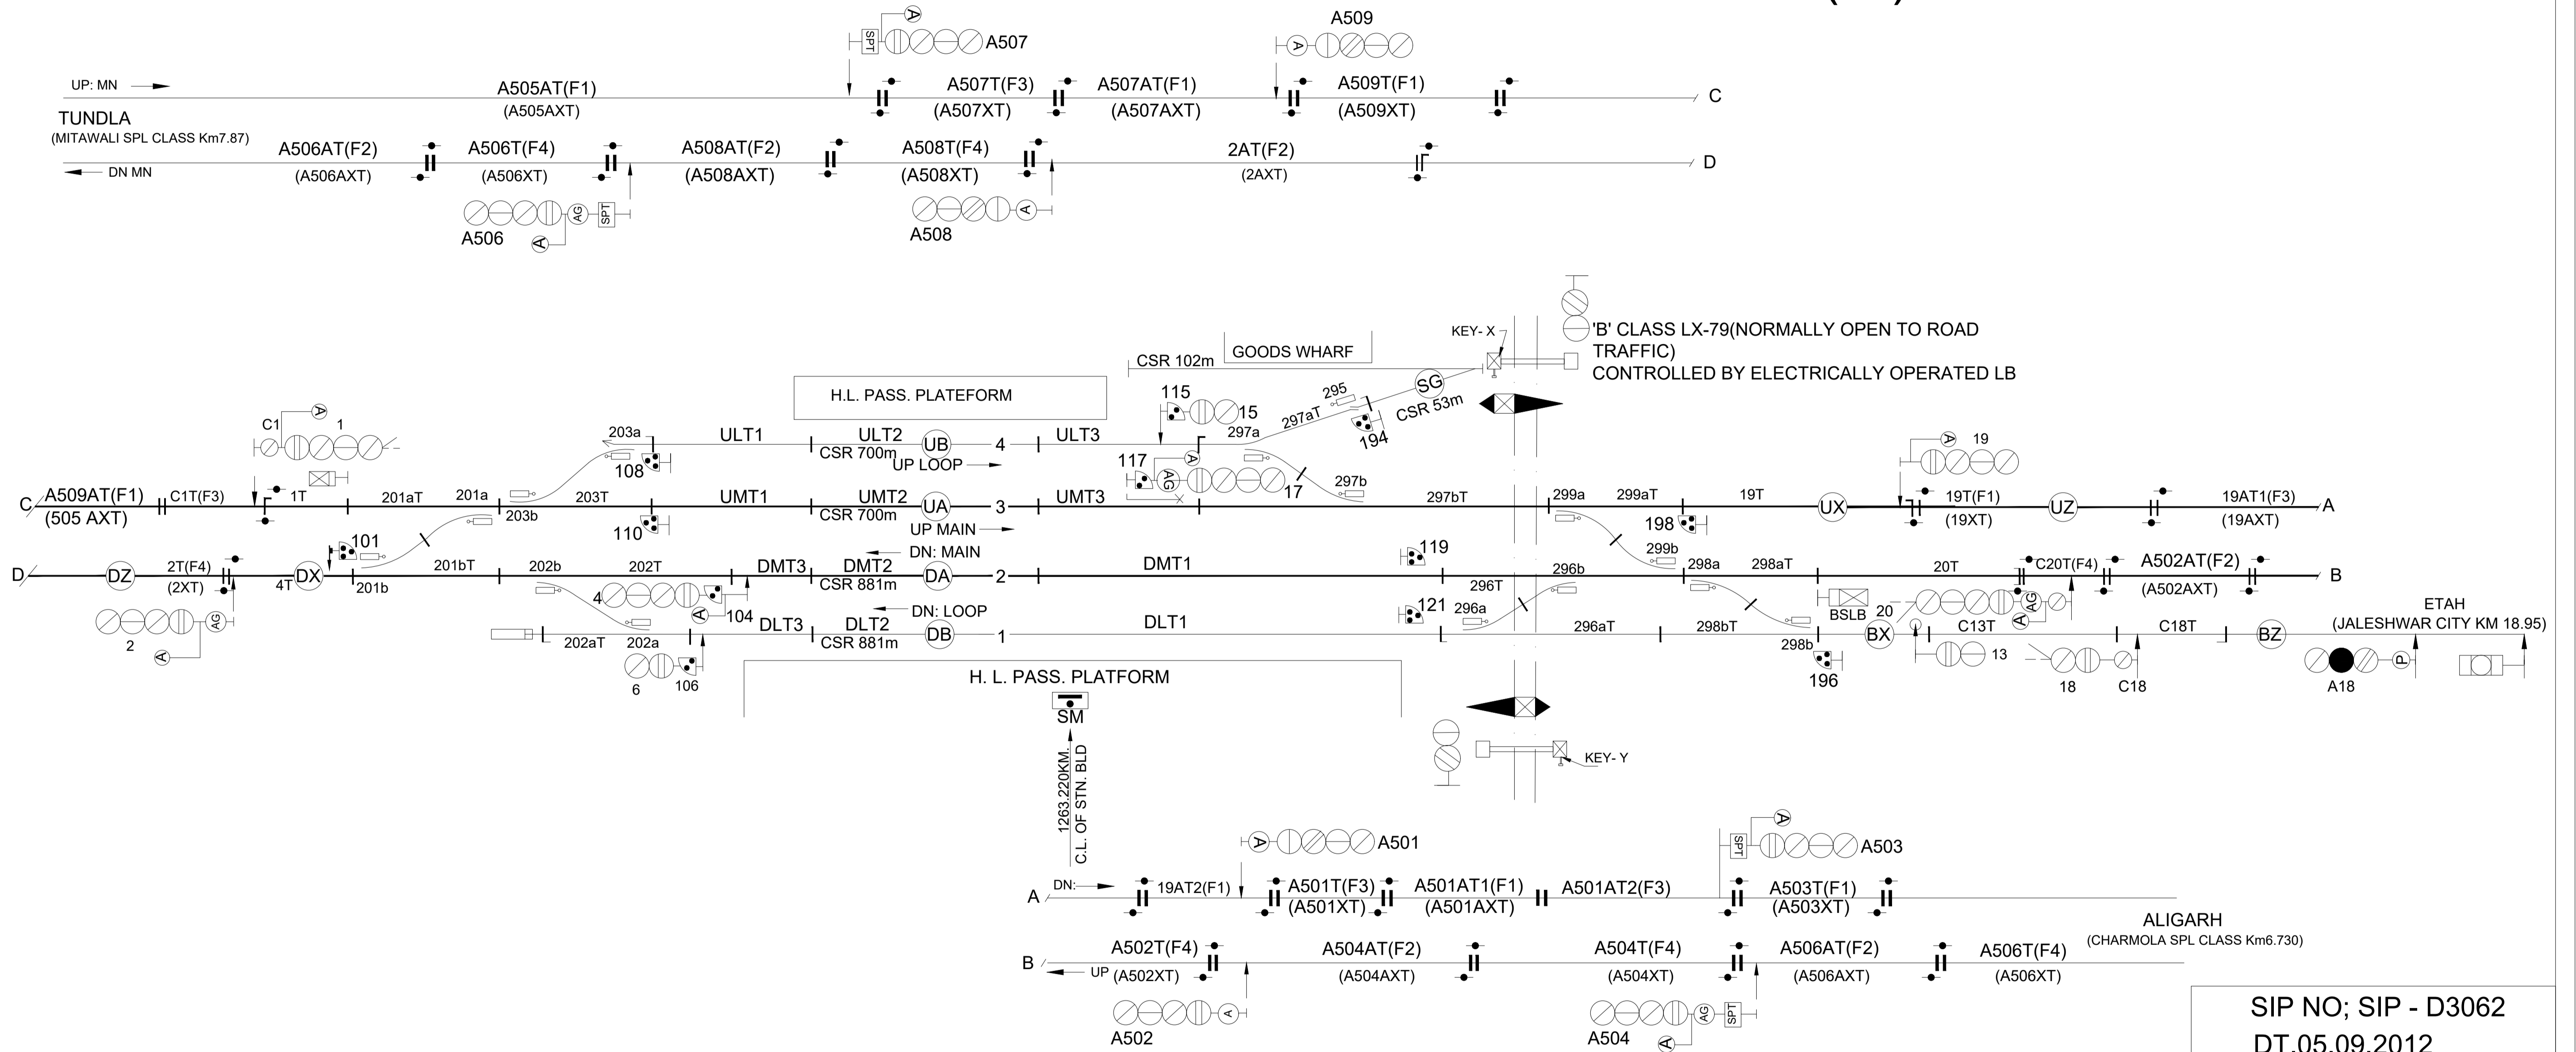 A507
SPT
A
A509
A
UP: MN
A505AT(F1)
(A505AXT)
A507T(F3)
(A507XT)
A507AT(F1)
(A507AXT)
A509T(F1)
(A509XT)
C
TUNDLA
(MITAWALI SPL CLASS Km7.87)
A506AT(F2)
(A506AXT)
A506T(F4)
(A506XT)
A508AT(F2)
(A508AXT)
A508T(F4)
(A508XT)
2AT(F2)
(2AXT)
D
DN MN
AG
SPT
A506
A
A
A508
KEY- X
'B' CLASS LX-79(NORMALLY OPEN TO ROAD
TRAFFIC)
CONTROLLED BY ELECTRICALLY OPERATED LB
GOODS WHARF
CSR 102m
H.L. PASS. PLATEFORM
115
15
295
SG
CSR 53m
297aT
194
C1
A
1
203a
108
ULT1
ULT2
CSR 700m
UB
4
ULT3
UP LOOP
297a
117
AG
A
17
297b
A
19
C
A509AT(F1)
(505 AXT)
C1T(F3)
1T
201aT
201a
203T
203b
110
UMT1
UMT2
CSR 700m
UA
3
UMT3
UP MAIN
297bT
299a
299aT
19T
198
UX
19T(F1)
(19XT)
UZ
19AT1(F3)
(19AXT)
A
101
DN: MAIN
119
299b
D
DZ
2T(F4)
(2XT)
4T
DX
201b
201bT
202b
202T
DMT3
DMT2
CSR 881m
DA
2
DMT1
296T
296b
298a
298aT
20T
C20T(F4)
A502AT(F2)
(A502AXT)
B
2
AG
A
4
A
104
DN: LOOP
121
296a
BSLB
20
AG
A
ETAH
(JALESHWAR CITY KM 18.95)
202aT
202a
DLT3
DLT2
CSR 881m
DB
1
DLT1
296aT
298bT
298b
BX
C13T
C18T
BZ
6
106
196
13
18
C18
A18
P
H. L. PASS. PLATFORM
SM
1263.220KM.
C.L. OF STN. BLD
KEY- Y
A
A501
SPT
A
A503
A
DN:
19AT2(F1)
A501T(F3)
(A501XT)
A501AT1(F1)
(A501AXT)
A501AT2(F3)
A503T(F1)
(A503XT)
ALIGARH
(CHARMOLA SPL CLASS Km6.730)
B
UP
A502T(F4)
(A502XT)
A504AT(F2)
(A504AXT)
A504T(F4)
(A504XT)
A506AT(F2)
(A506AXT)
A506T(F4)
(A506XT)
A
A502
AG
SPT
A504
A
SIP NO; SIP - D3062
DT.05.09.2012